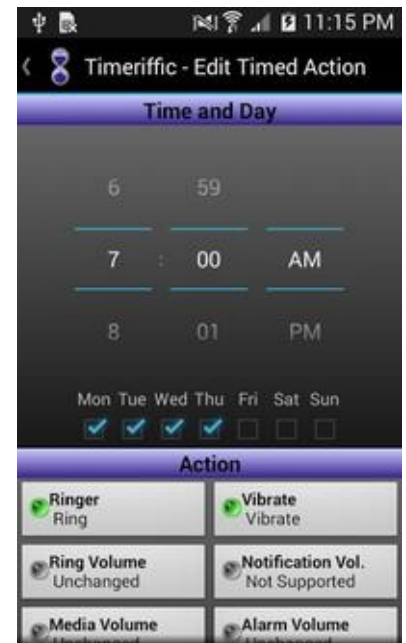 11:15 PM
Timeriffic - Edit Timed Action
Time and Day
6 59
7 : 00 AM
8 01 PM
Mon Tue Wed Thu Fri Sat Sun
Action
Ringer Vibrate
Ring Vibrate
Ring Volume Notification Vol.
Unchanged Not Supported
Media Volume Alarm Volume